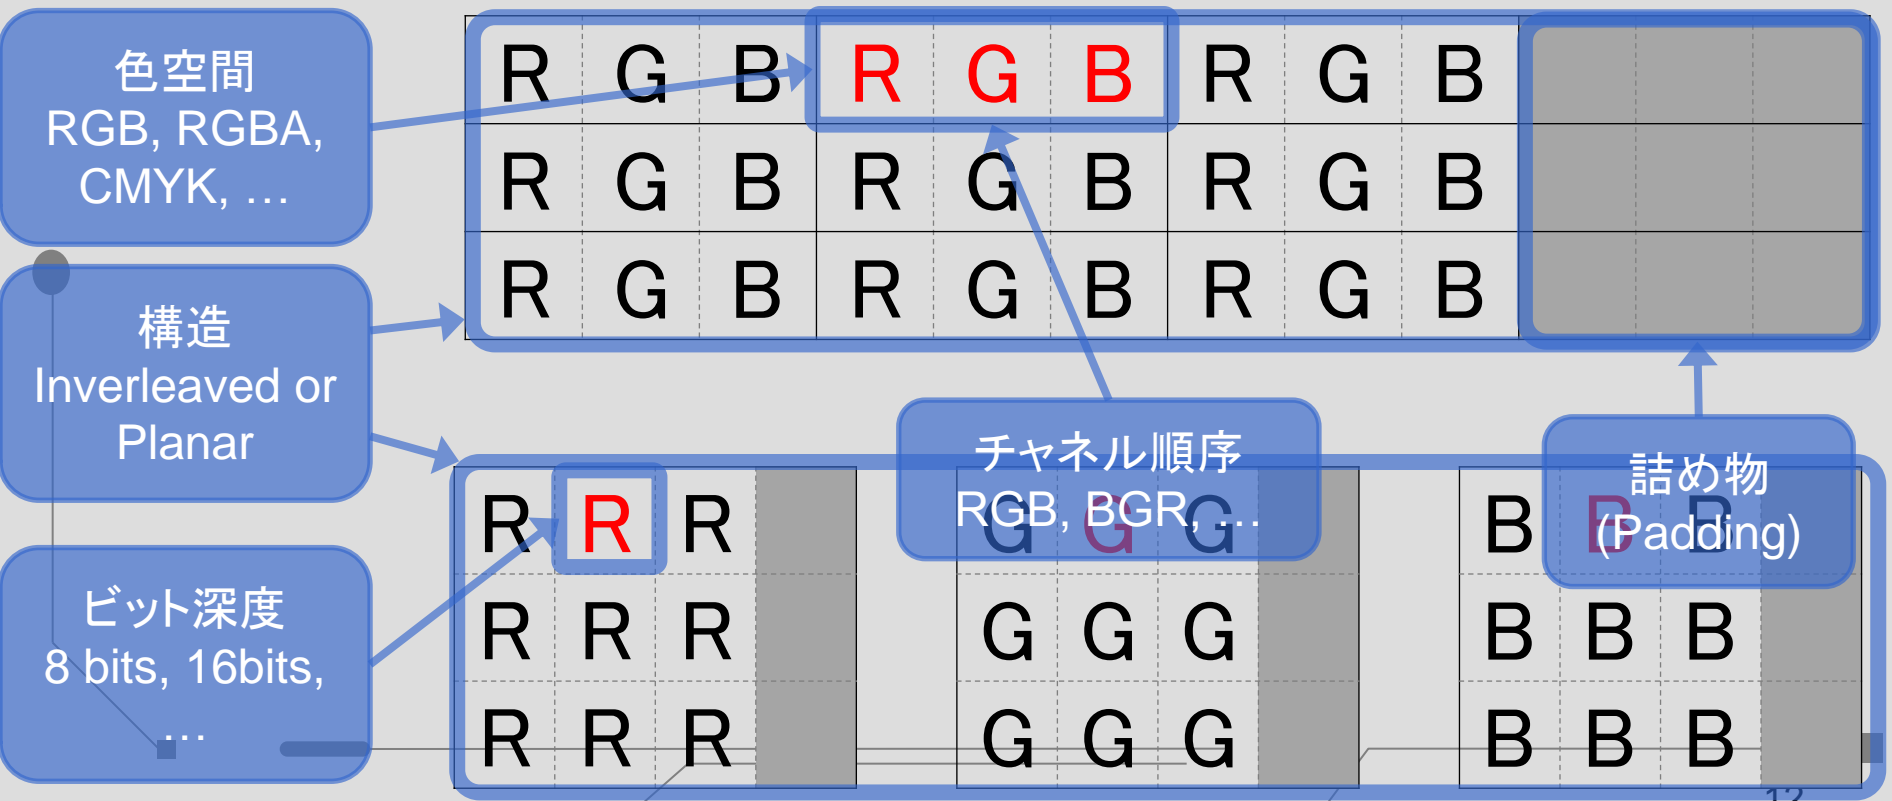 色空間
RGB, RGBA,
CMYK, …
R G B R G B R G B
R G B R G B R G B
R G B R G B R G B
構造
Inverleaved or
Planar
チャネル順序
RGB, BGR, …
詰め物
(Padding)
ビット深度
8 bits, 16bits,
…
R R R G G G B B B
R R R G G G B B B
R R R G G G B B B
12